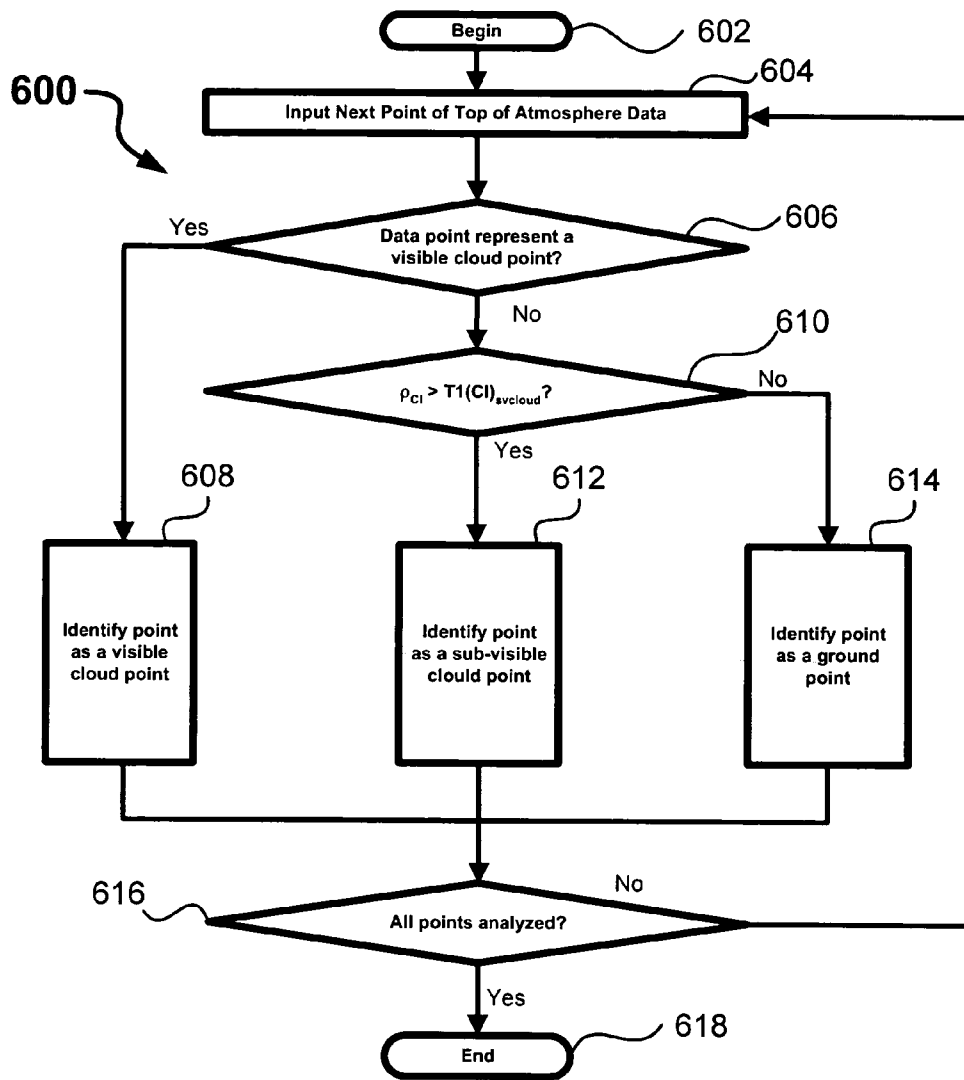 Begin
602
604
600
Input Next Point of Top of Atmosphere Data
Yes
606
Data point represent a
visible cloud point?
No
610
ρCI > T1(CI)svcloud?
No
Yes
608
612
614
Identify point
as a visible
cloud point
Identify point
as a sub-visible
clould point
Identify point
as a ground
point
616
No
All points analyzed?
Yes
618
End